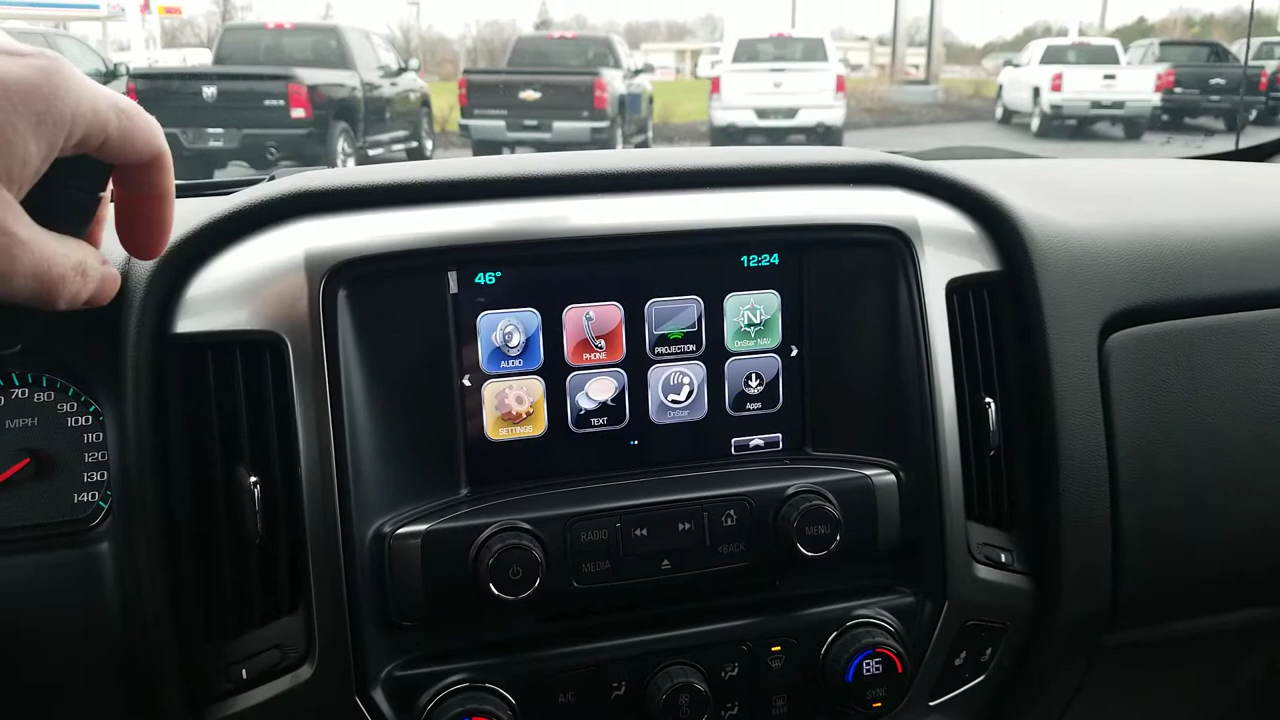 46°
12:24
AUDIO
PHONE
PROJECTION
OnStar NAV
SETTINGS
TEXT
OnStar
Apps
70
80
90
100
110
120
130
140
MPH
RADIO
MEDIA
BACK
MENU
A/C
REAR
86
SYNC